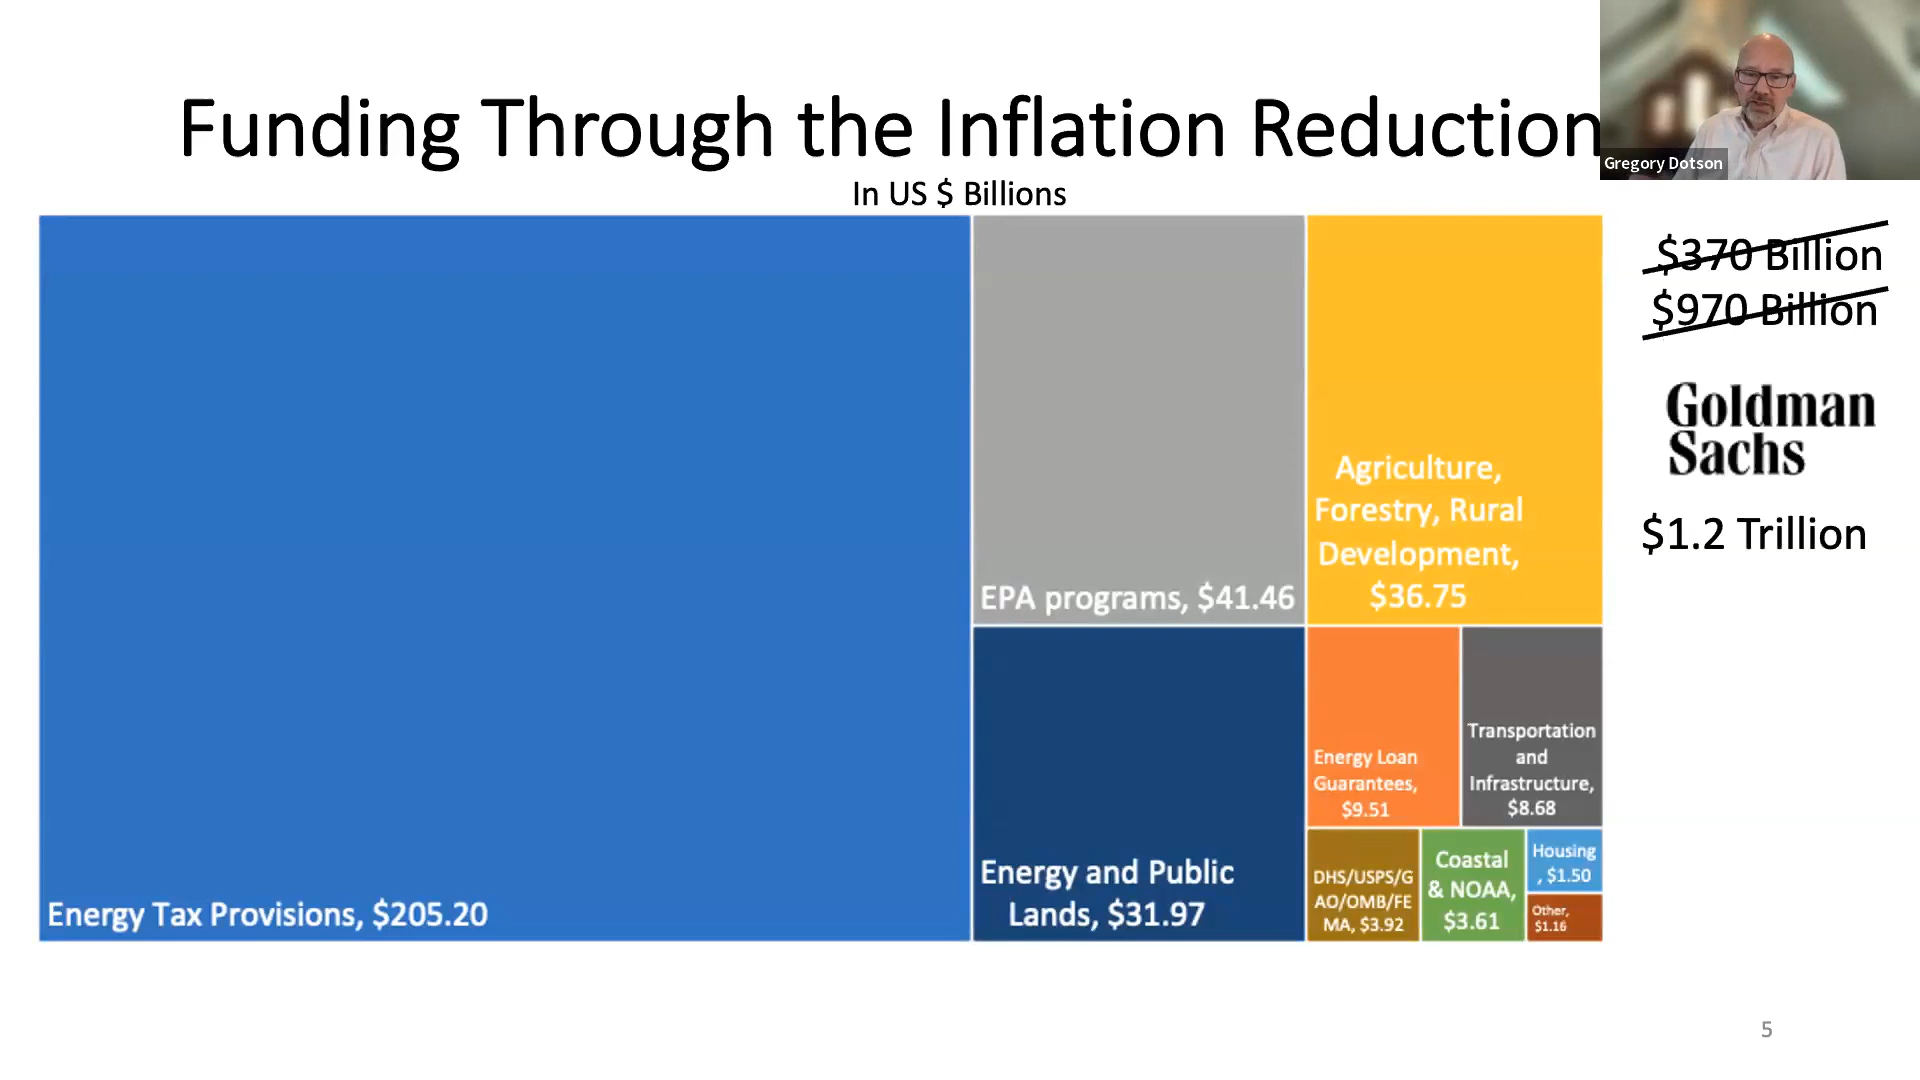 Funding Through the Inflation Reduction
Gregory Dotson
In US $ Billions
$370 Billion
$970 Billion
Goldman
Sachs
$1.2 Trillion
Energy Tax Provisions, $205.20
EPA programs, $41.46
Agriculture,
Forestry, Rural
Development,
$36.75
Energy and Public
Lands, $31.97
Energy Loan
Guarantees,
$9.51
Transportation
and
Infrastructure,
$8.68
DHS/USPS/G
AO/OMB/FE
MA, $3.92
Coastal
& NOAA,
$3.61
Housing
, $1.50
Other,
$1.16
5